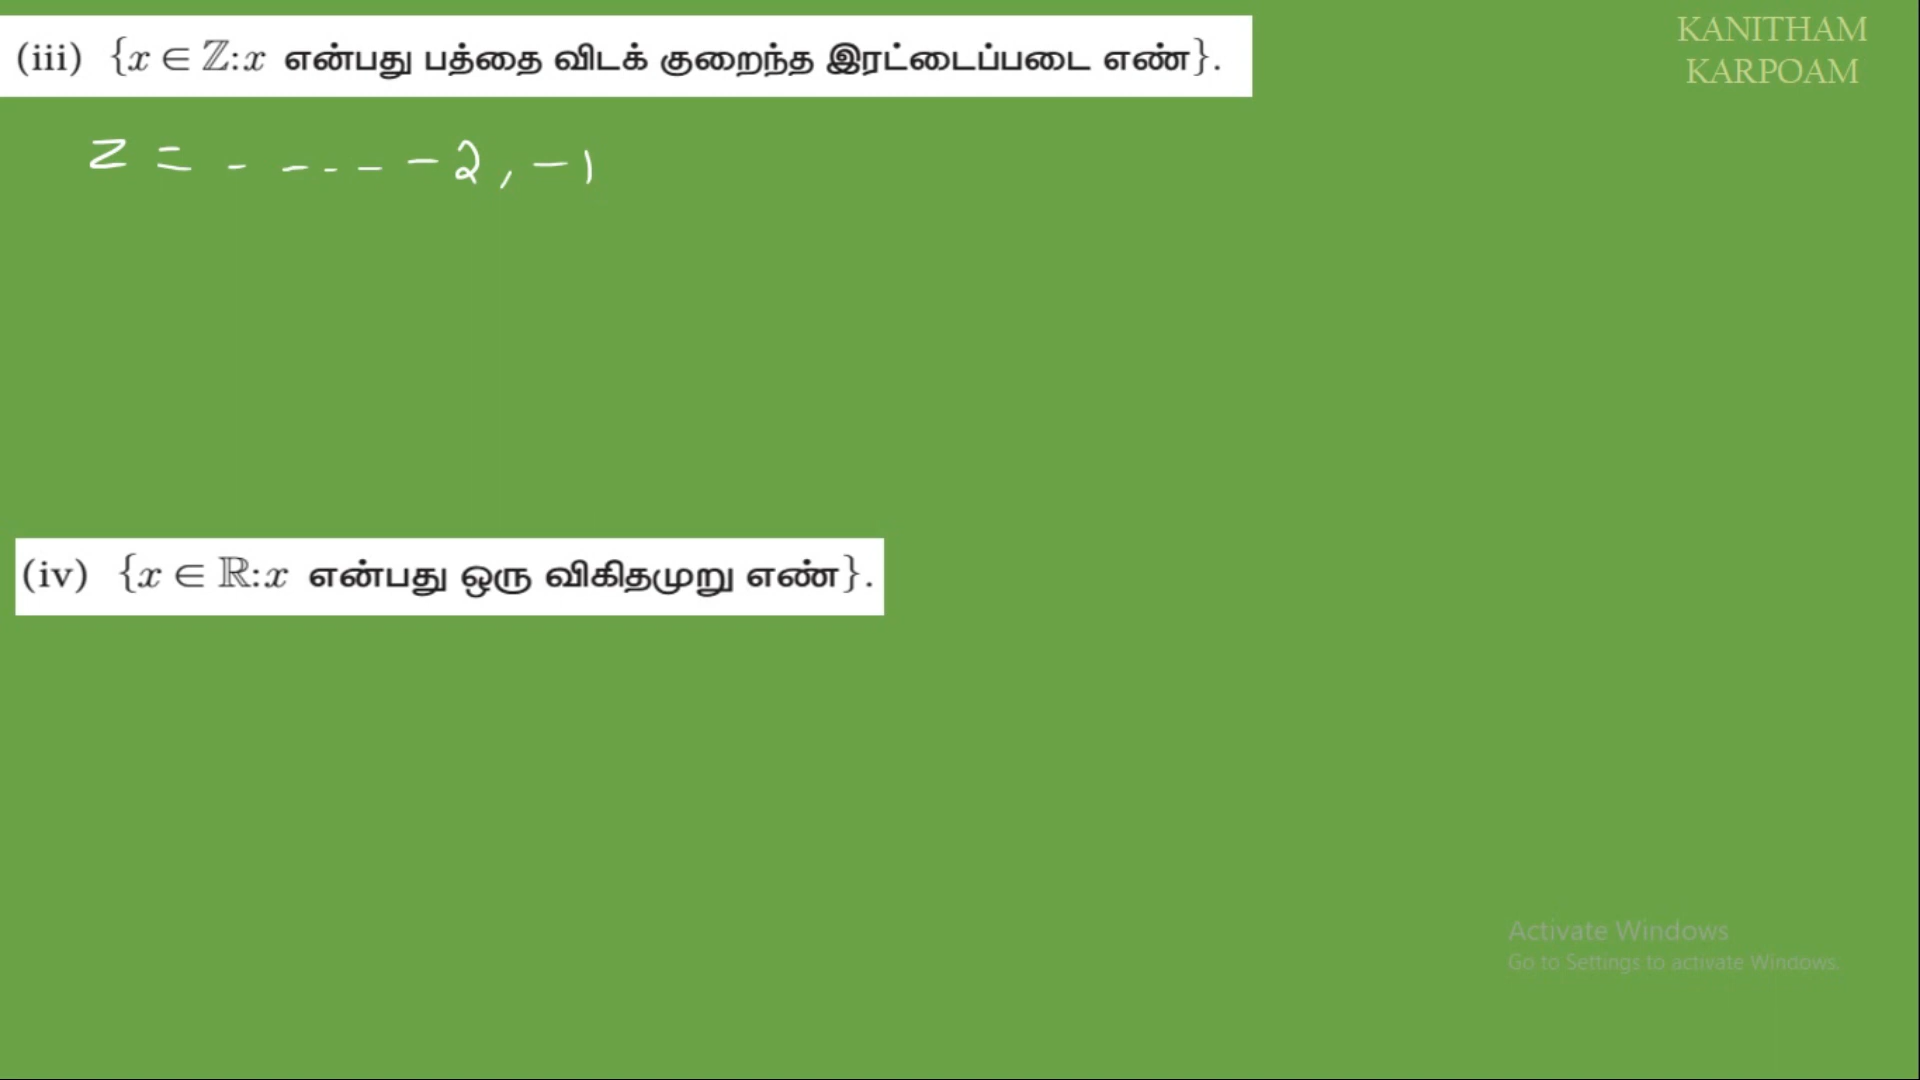 (iii) {x ∈ ℤ: x என்பது பத்தை விடக் குறைந்த இரட்டைப்படை எண்}.
KANITHAM
KARPOAM
Z = - - - - - - 2 , - 1
(iv) {x ∈ ℝ: x என்பது ஒரு விகிதமுறு எண்}.
Activate Windows
Go to Settings to activate Windows.